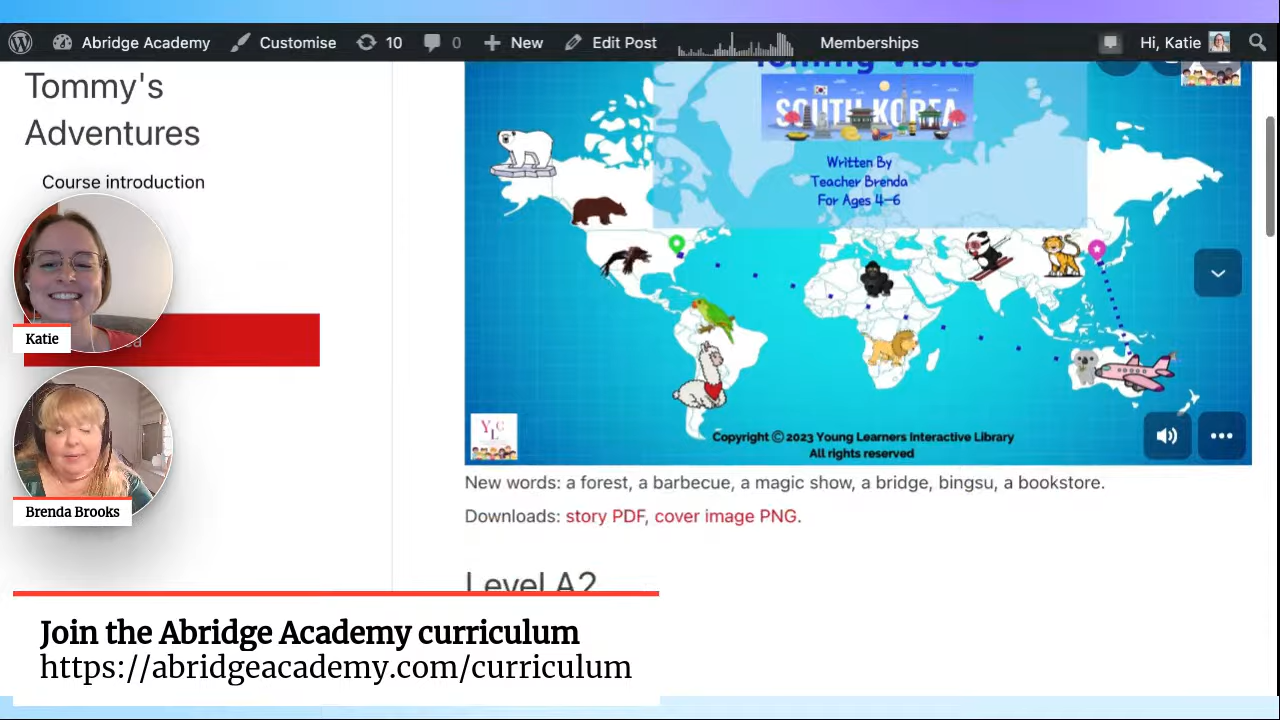 Abridge Academy
Customise
10
0
New
Edit Post
Memberships
Hi, Katie
Tommy's
Adventures
Course introduction
Katie
Brenda Brooks
Tommy Visits
SOUTH KOREA
Written By
Teacher Brenda
For Ages 4-6
Y
L C
Copyright © 2023 Young Learners Interactive Library
All rights reserved
New words: a forest, a barbecue, a magic show, a bridge, bingsu, a bookstore.
Downloads: story PDF, cover image PNG.
Level A2
Join the Abridge Academy curriculum
https://abridgeacademy.com/curriculum